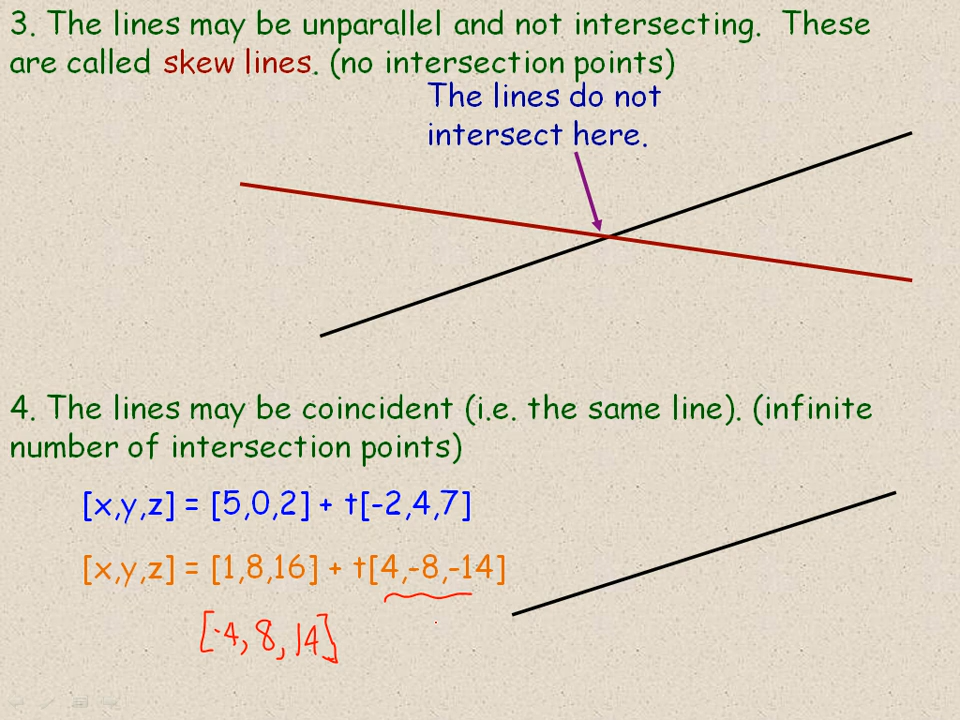 3. The lines may be unparallel and not intersecting. These
are called skew lines. (no intersection points)
The lines do not
intersect here.
4. The lines may be coincident (i.e. the same line). (infinite
number of intersection points)
[x,y,z] = [5,0,2] + t[-2,4,7]
[x,y,z] = [1,8,16] + t[4,-8,-14]
[-4, 8, 14]